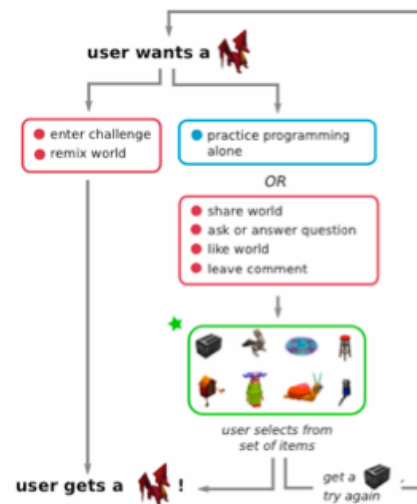 user wants a
enter challenge
remix world
practice programming
alone
OR
share world
ask or answer question
like world
leave comment
user selects from
set of items
user gets a !
get a ,
try again